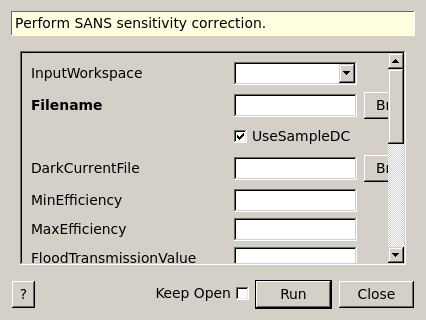 Perform SANS sensitivity correction.
InputWorkspace
Filename
Br
UseSampleDC
DarkCurrentFile
Br
MinEfficiency
MaxEfficiency
FloodTransmissionValue
? Keep Open Run Close